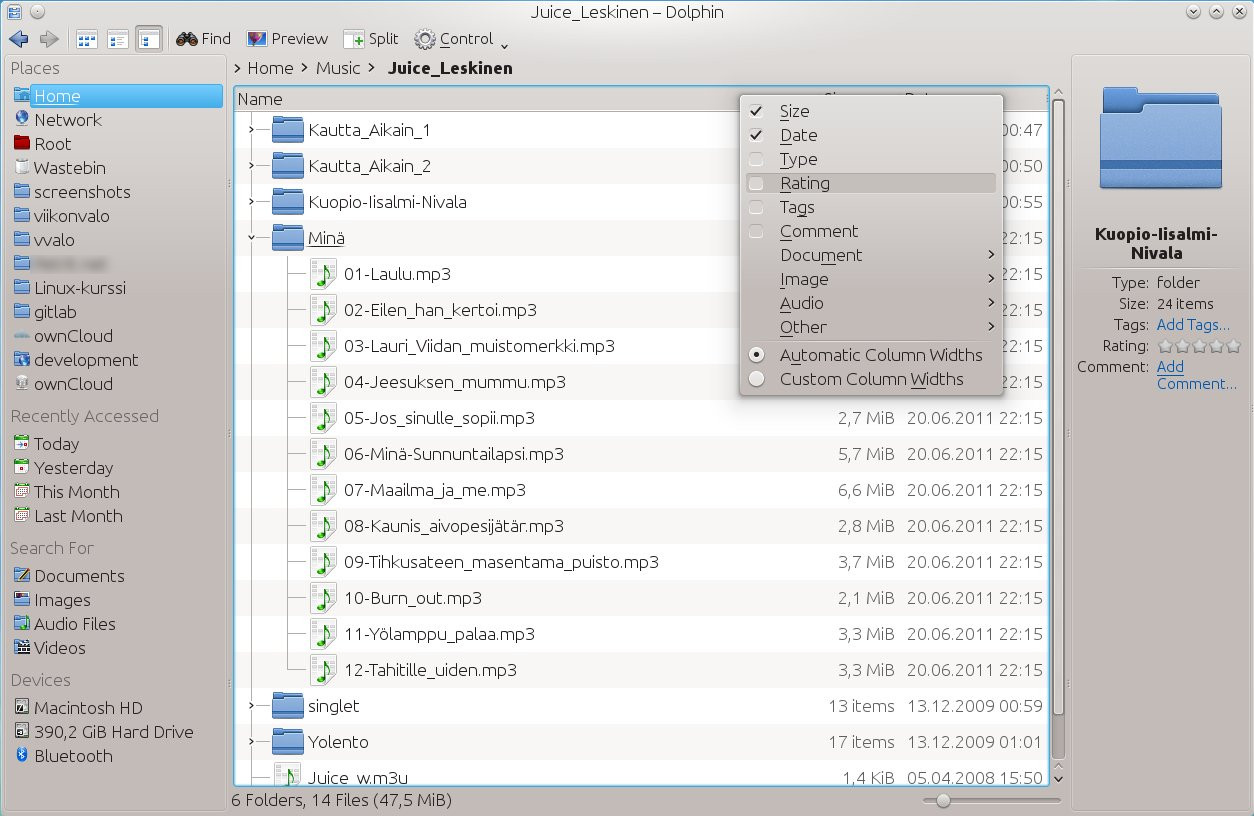 Juice_Leskinen – Dolphin
Find
Preview
Split
Control
Places
Home
Network
Root
Wastebin
screenshots
viikonvalo
vvalo
Linux-kurssi
gitlab
ownCloud
development
ownCloud
Recently Accessed
Today
Yesterday
This Month
Last Month
Search For
Documents
Images
Audio Files
Videos
Devices
Macintosh HD
390,2 GiB Hard Drive
Bluetooth
> Home > Music > Juice_Leskinen
Name
Kautta_Aikain_1 00:47
Kautta_Aikain_2 00:50
Kuopio-Iisalmi-Nivala 00:55
Minä 22:15
01-Laulu.mp3 22:15
02-Eilen_han_kertoi.mp3 22:15
03-Lauri_Viidan_muistomerkki.mp3 22:15
04-Jeesuksen_mummu.mp3 22:15
05-Jos_sinulle_sopii.mp3 2,7 MiB 20.06.2011 22:15
06-Minä-Sunnuntailapsi.mp3 5,7 MiB 20.06.2011 22:15
07-Maailma_ja_me.mp3 6,6 MiB 20.06.2011 22:15
08-Kaunis_aivopesijätär.mp3 2,8 MiB 20.06.2011 22:15
09-Tihkusateen_masentama_puisto.mp3 3,7 MiB 20.06.2011 22:15
10-Burn_out.mp3 2,1 MiB 20.06.2011 22:15
11-Yölamppu_palaa.mp3 3,3 MiB 20.06.2011 22:15
12-Tahitille_uiden.mp3 3,3 MiB 20.06.2011 22:15
singlet 13 items 13.12.2009 00:59
Yolento 17 items 13.12.2009 01:01
Juice_w.m3u 1,4 KiB 05.04.2008 15:50
6 Folders, 14 Files (47,5 MiB)
Size
Date
Type
Rating
Tags
Comment
Document
Image
Audio
Other
Automatic Column Widths
Custom Column Widths
Kuopio-Iisalmi-
Nivala
Type: folder
Size: 24 items
Tags: Add Tags...
Rating:
Comment: Add
Comment...